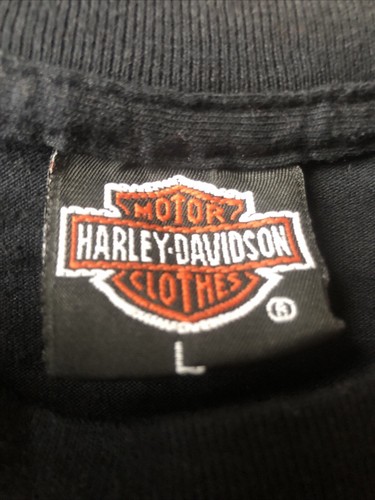 MOTOR
HARLEY-DAVIDSON
CLOTHES
®
L